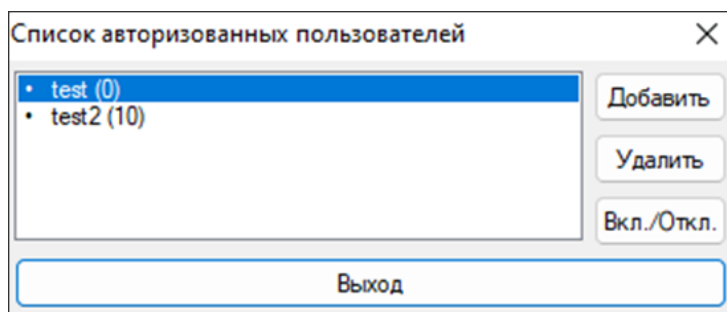 Список авторизованных пользователей
• test (0)
• test2 (10)
Добавить
Удалить
Вкл./Откл.
Выход